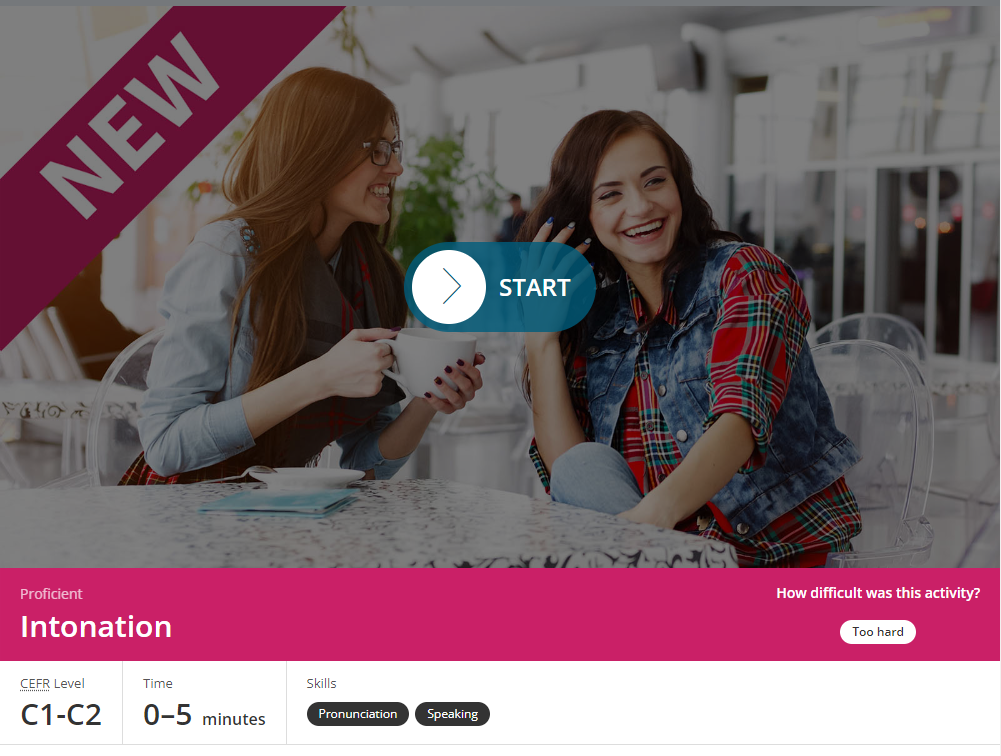 NEW
START
Proficient
Intonation
How difficult was this activity?
Too hard
CEFR Level
C1-C2
Time
0–5 minutes
Skills
Pronunciation
Speaking